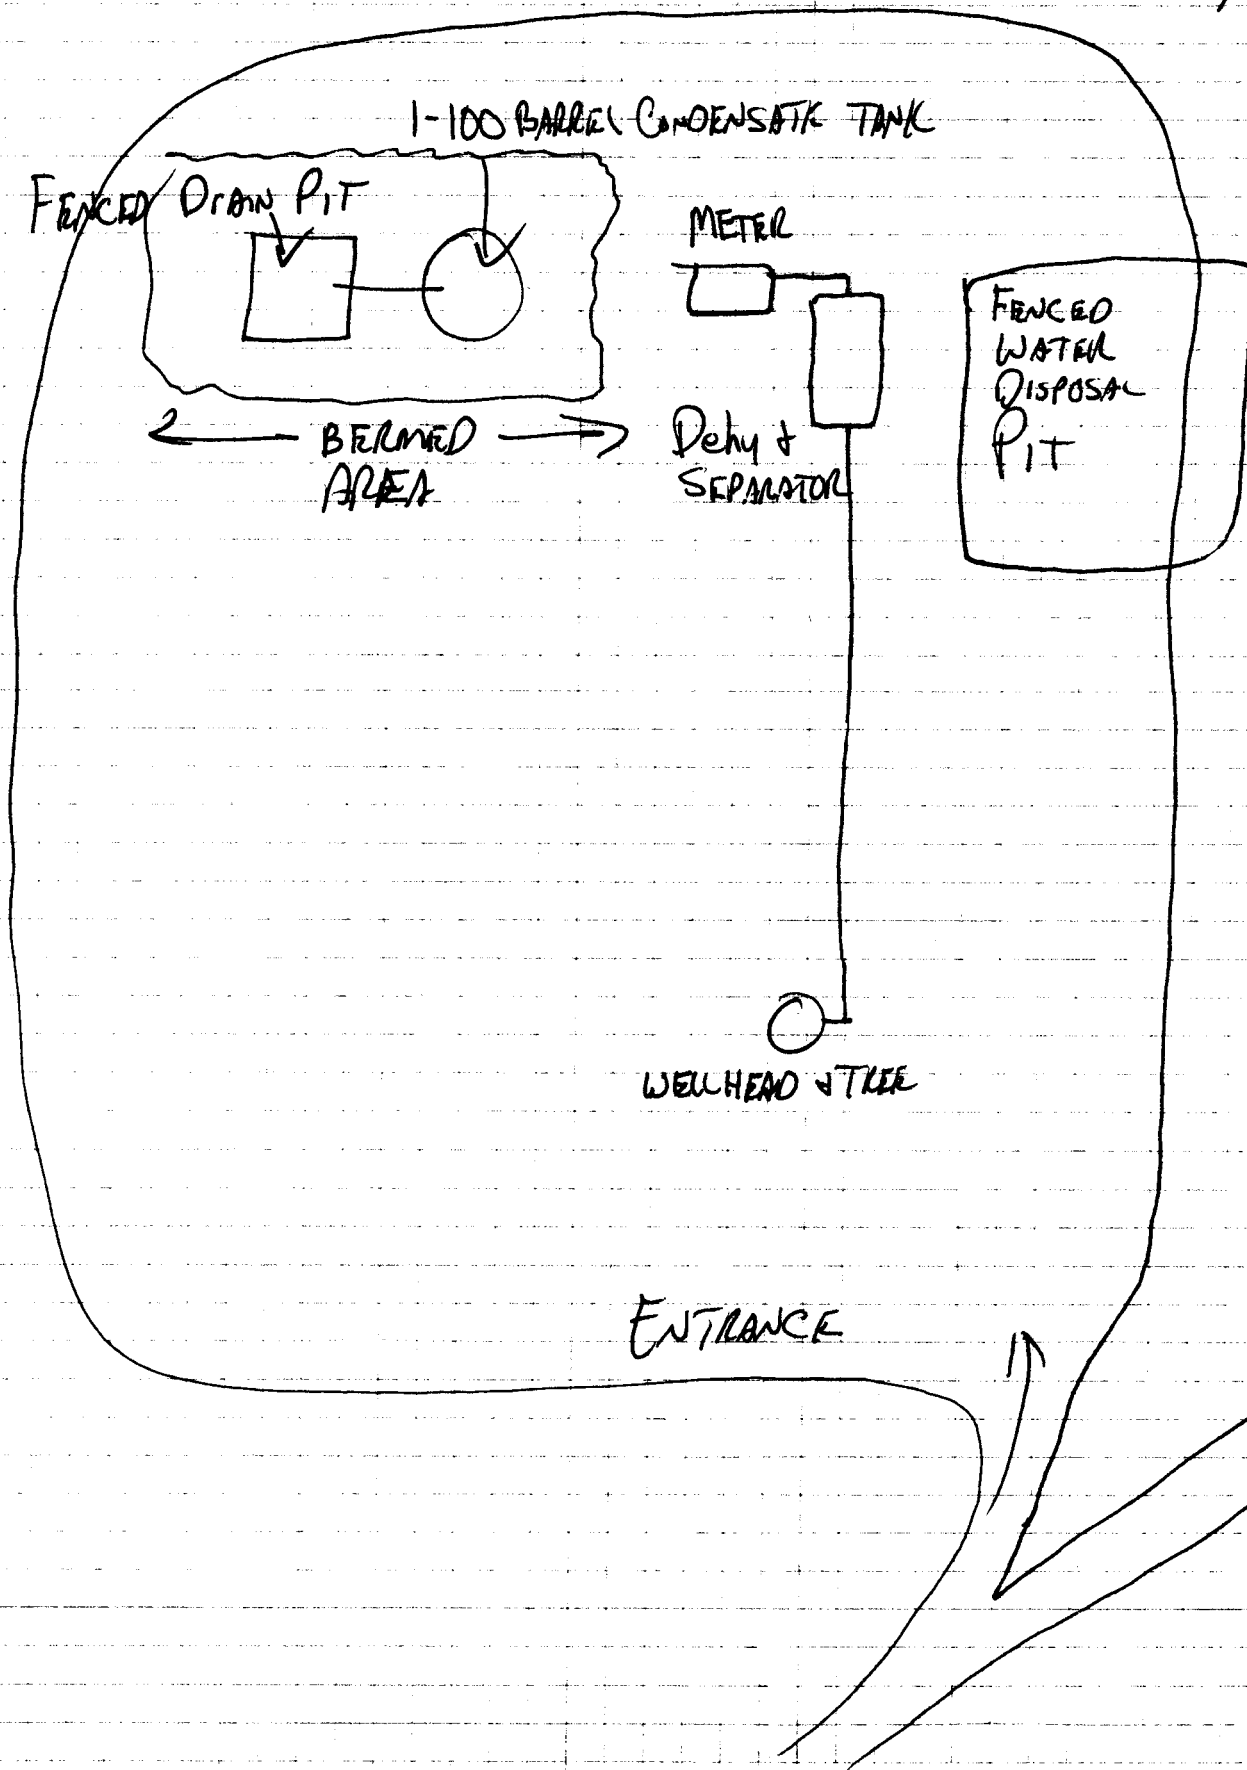 1-100 BARREL CONDENSATE TANK
FENCED DRAIN PIT
METER
FENCED
WATER
DISPOSAL
PIT
BERMED
AREA
Dehy &
SEPARATOR
WELLHEAD & TREE
ENTRANCE